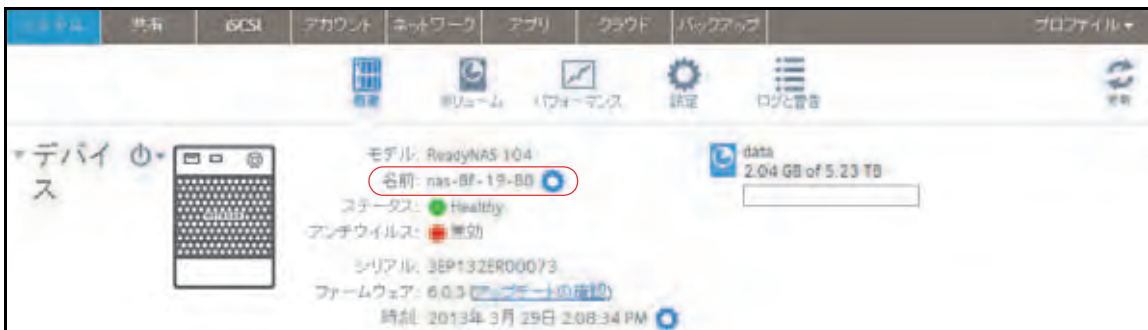 共有 iSCSI アカウント ネットワーク アプリ クラウド バックアップ プロファイル
概要 ボリューム パフォーマンス 設定 ログと警告 更新
デバイス
モデル: ReadyNAS 104
名前: nas-8f-19-88
ステータス: Healthy
アンチウイルス: 無効
シリアル: 3EP132ER00073
ファームウェア: 6.0.3 (アップデートの確認)
時刻: 2013年 3月 29日 2:08:34 PM
data
2.04 GB of 5.23 TB